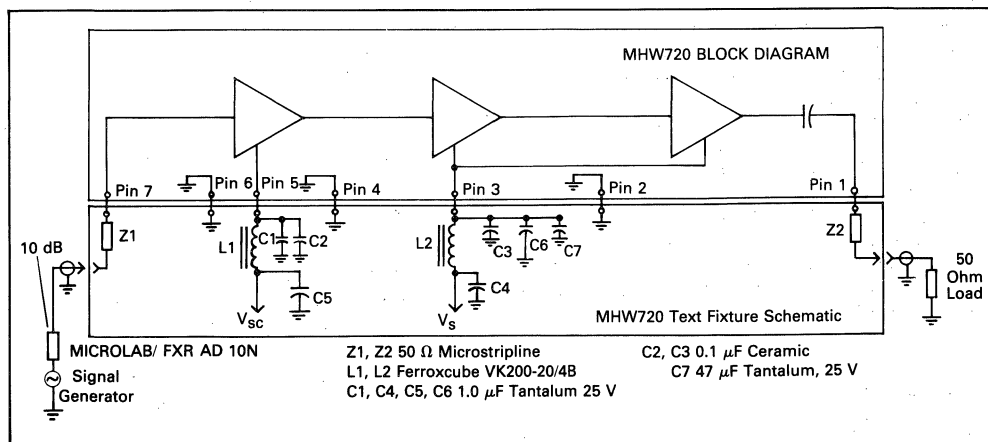 MHW720 BLOCK DIAGRAM
Pin 7
Pin 6
Pin 5
Pin 4
Pin 3
Pin 2
Pin 1
Z1
L1
C1
C2
C5
V_SC
L2
C3
C6
C7
C4
V_S
Z2
10 dB
50
Ohm
Load
MHW720 Text Fixture Schematic
MICROLAB/ FXR AD 10N
Signal
Generator
Z1, Z2 50 Ω Microstripline
L1, L2 Ferroxcube VK200-20/4B
C1, C4, C5, C6 1.0 μF Tantalum 25 V
C2, C3 0.1 μF Ceramic
C7 47 μF Tantalum, 25 V